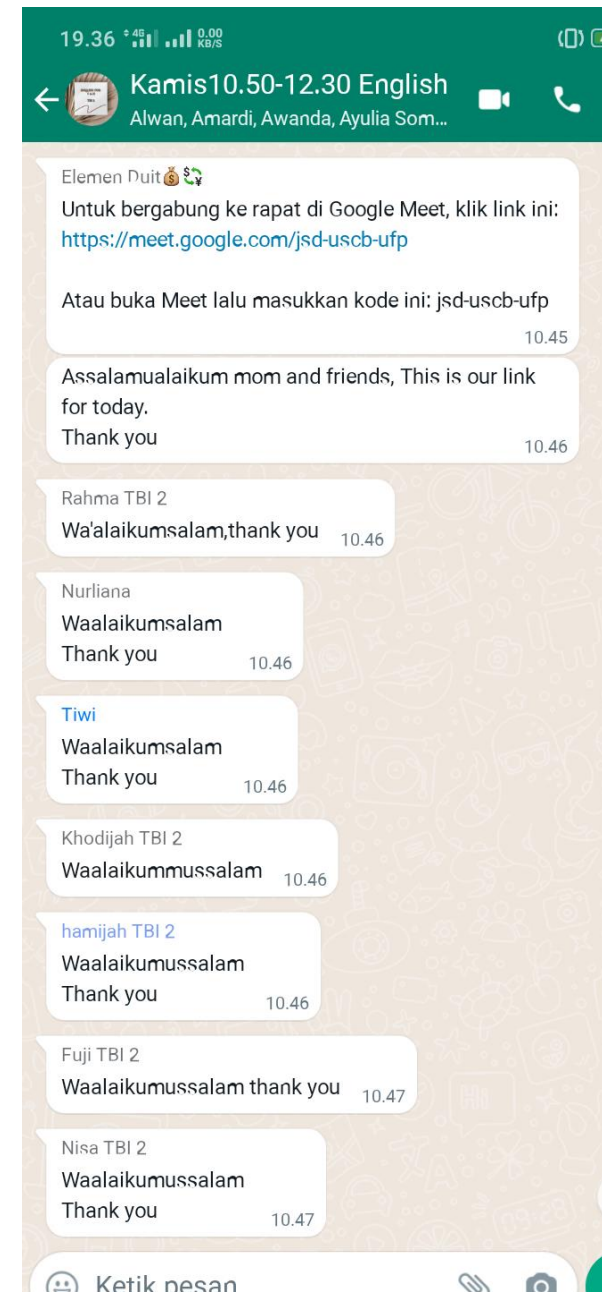 19.36 4G 0.00 KB/S
Kamis10.50-12.30 English
Alwan, Amardi, Awanda, Ayulia Som...
Elemen Duit💰💱
Untuk bergabung ke rapat di Google Meet, klik link ini:
https://meet.google.com/jsd-uscb-ufp
Atau buka Meet lalu masukkan kode ini: jsd-uscb-ufp
10.45
Assalamualaikum mom and friends, This is our link
for today.
Thank you
10.46
Rahma TBI 2
Wa'alaikumsalam,thank you 10.46
Nurliana
Waalaikumsalam
Thank you 10.46
Tiwi
Waalaikumsalam
Thank you 10.46
Khodijah TBI 2
Waalaikummussalam 10.46
hamijah TBI 2
Waalaikumussalam
Thank you 10.46
Fuji TBI 2
Waalaikumussalam thank you 10.47
Nisa TBI 2
Waalaikumussalam
Thank you 10.47
Ketik pesan